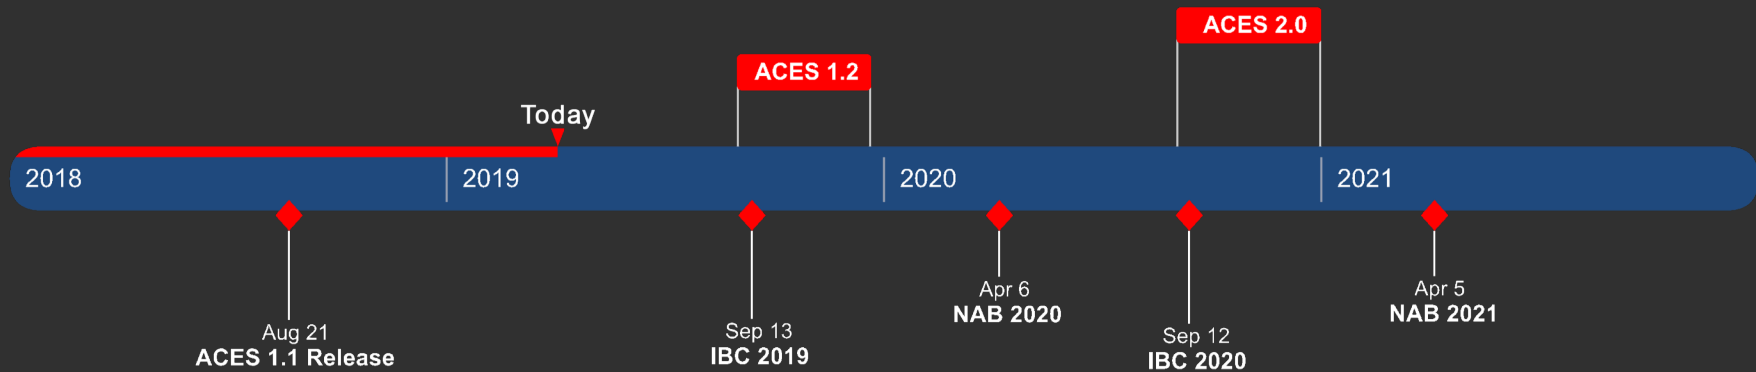 ACES 2.0
ACES 1.2
Today
2018
2019
2020
2021
Aug 21
ACES 1.1 Release
Sep 13
IBC 2019
Apr 6
NAB 2020
Sep 12
IBC 2020
Apr 5
NAB 2021